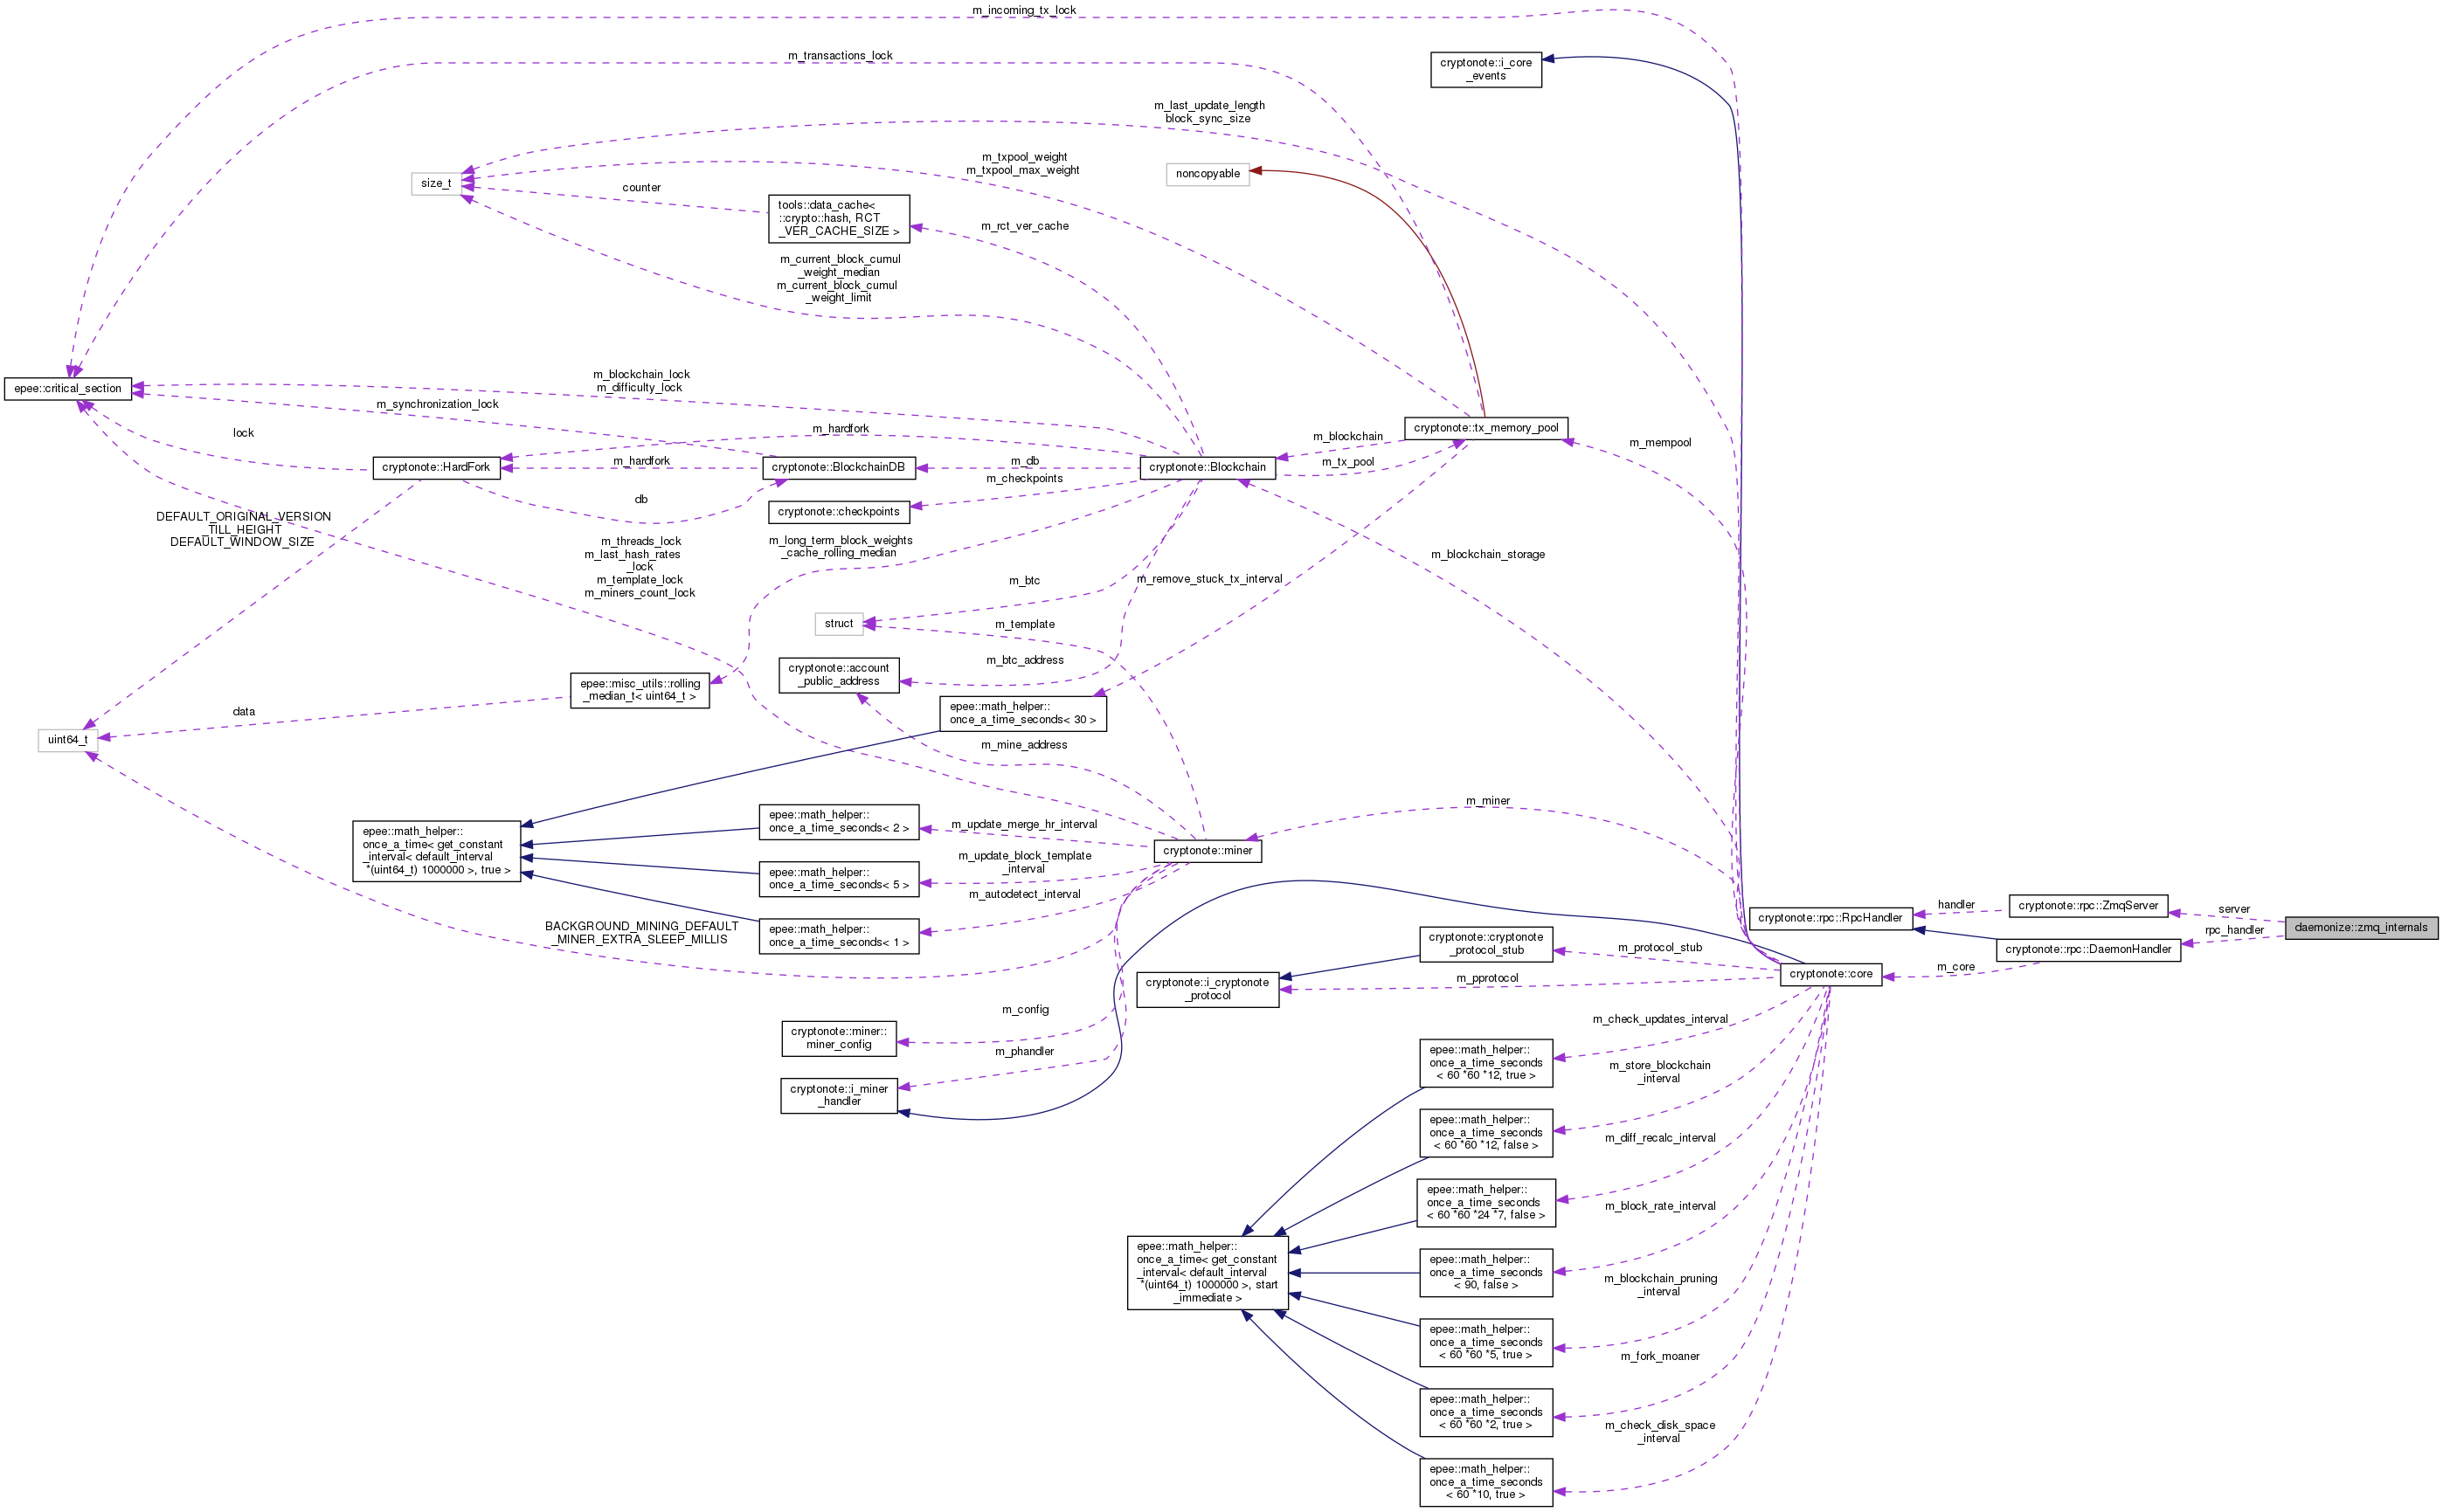 m_incoming_tx_lock
m_transactions_lock
cryptonote::i_core
_events
m_last_update_length
block_sync_size
m_txpool_weight
m_txpool_max_weight
noncopyable
size_t
counter
tools::data_cache<
::crypto::hash, RCT
_VER_CACHE_SIZE >
m_rct_ver_cache
m_current_block_cumul
_weight_median
m_current_block_cumul
_weight_limit
epee::critical_section
m_blockchain_lock
m_difficulty_lock
m_synchronization_lock
lock
m_hardfork
cryptonote::tx_memory_pool
m_blockchain
m_mempool
cryptonote::HardFork
m_hardfork
cryptonote::BlockchainDB
m_db
cryptonote::Blockchain
m_tx_pool
m_checkpoints
db
cryptonote::checkpoints
DEFAULT_ORIGINAL_VERSION
_TILL_HEIGHT
DEFAULT_WINDOW_SIZE
m_threads_lock
m_last_hash_rates
_lock
m_template_lock
m_miners_count_lock
m_long_term_block_weights
_cache_rolling_median
m_blockchain_storage
m_btc
m_remove_stuck_tx_interval
struct
m_template
m_btc_address
cryptonote::account
_public_address
epee::misc_utils::rolling
_median_t< uint64_t >
data
uint64_t
epee::math_helper::
once_a_time_seconds< 30 >
m_mine_address
m_miner
epee::math_helper::
once_a_time< get_constant
_interval< default_interval
*(uint64_t) 1000000 >, true >
epee::math_helper::
once_a_time_seconds< 2 >
m_update_merge_hr_interval
cryptonote::miner
epee::math_helper::
once_a_time_seconds< 5 >
m_update_block_template
_interval
m_autodetect_interval
epee::math_helper::
once_a_time_seconds< 1 >
BACKGROUND_MINING_DEFAULT
_MINER_EXTRA_SLEEP_MILLIS
cryptonote::rpc::RpcHandler
handler
cryptonote::rpc::ZmqServer
server
daemonize::zmq_internals
rpc_handler
cryptonote::rpc::DaemonHandler
m_core
cryptonote::core
cryptonote::cryptonote
_protocol_stub
m_protocol_stub
m_pprotocol
cryptonote::i_cryptonote
_protocol
m_config
cryptonote::miner::
miner_config
m_phandler
cryptonote::i_miner
_handler
m_check_updates_interval
epee::math_helper::
once_a_time_seconds
< 60 *60 *12, true >
m_store_blockchain
_interval
epee::math_helper::
once_a_time_seconds
< 60 *60 *12, false >
m_diff_recalc_interval
epee::math_helper::
once_a_time_seconds
< 60 *60 *24 *7, false >
m_block_rate_interval
epee::math_helper::
once_a_time< get_constant
_interval< default_interval
*(uint64_t) 1000000 >, start
_immediate >
epee::math_helper::
once_a_time_seconds
< 90, false >
m_blockchain_pruning
_interval
epee::math_helper::
once_a_time_seconds
< 60 *60 *5, true >
m_fork_moaner
epee::math_helper::
once_a_time_seconds
< 60 *60 *2, true >
m_check_disk_space
_interval
epee::math_helper::
once_a_time_seconds
< 60 *10, true >